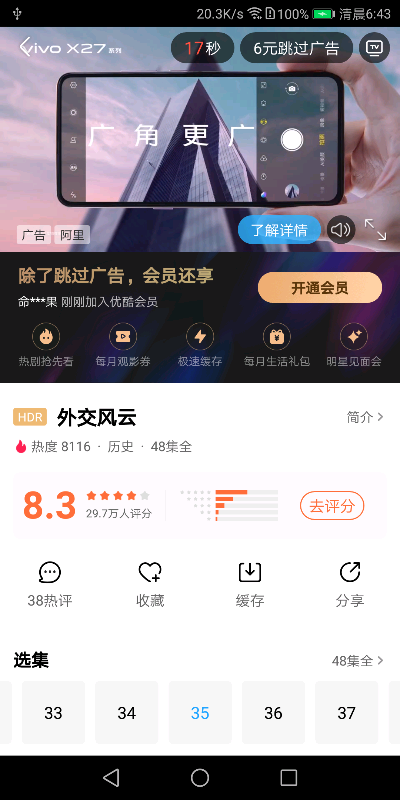 20.3K/s 100% 清晨6:43
vivo X27 系列
17秒
6元跳过广告
TV
广角更广
广告 阿里
了解详情
除了跳过广告，会员还享
命***果 刚刚加入优酷会员
开通会员
热剧抢先看 每月观影券 极速缓存 每月生活礼包 明星见面会
HDR 外交风云 简介
热度 8116 · 历史 · 48集全
8.3
29.7万人评分
去评分
38热评 收藏 缓存 分享
选集 48集全
33 34 35 36 37